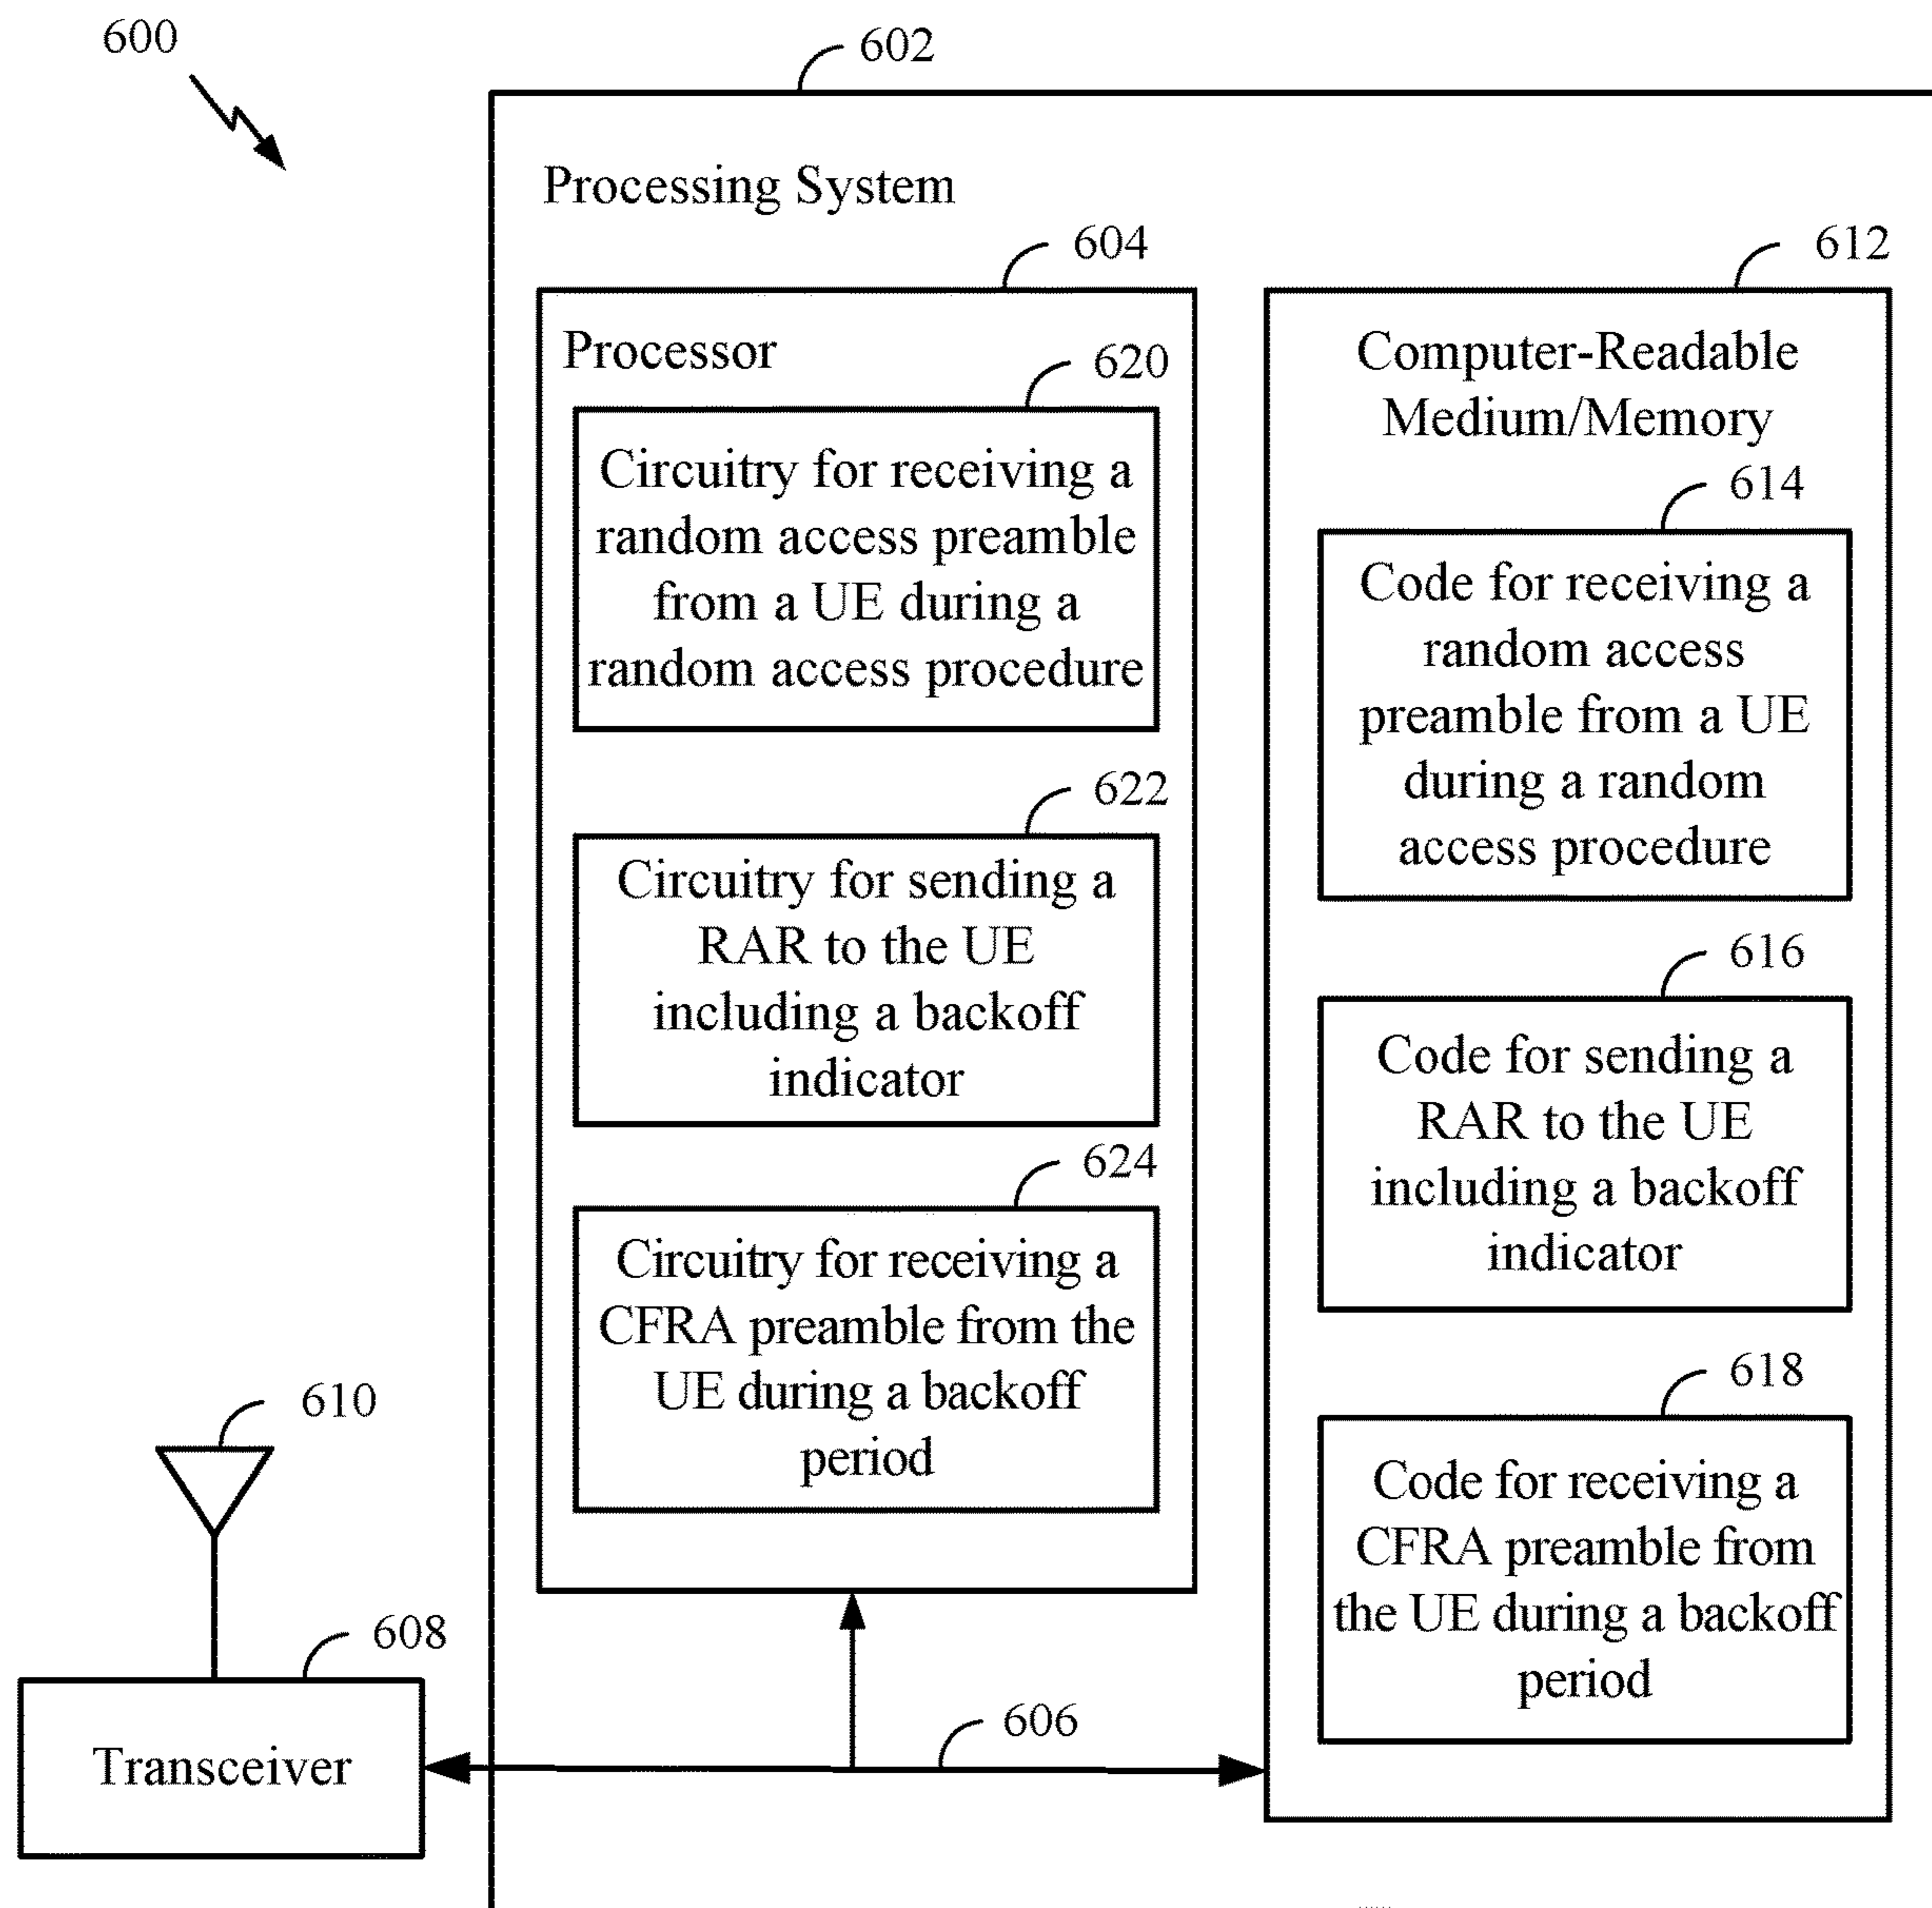 600
602
Processing System
604
Processor
620
Circuitry for receiving a
random access preamble
from a UE during a
random access procedure
622
Circuitry for sending a
RAR to the UE
including a backoff
indicator
624
Circuitry for receiving a
CFRA preamble from the
UE during a backoff
period
612
Computer-Readable
Medium/Memory
614
Code for receiving a
random access
preamble from a UE
during a random
access procedure
616
Code for sending a
RAR to the UE
including a backoff
indicator
618
Code for receiving a
CFRA preamble from
the UE during a backoff
period
610
608
Transceiver
606